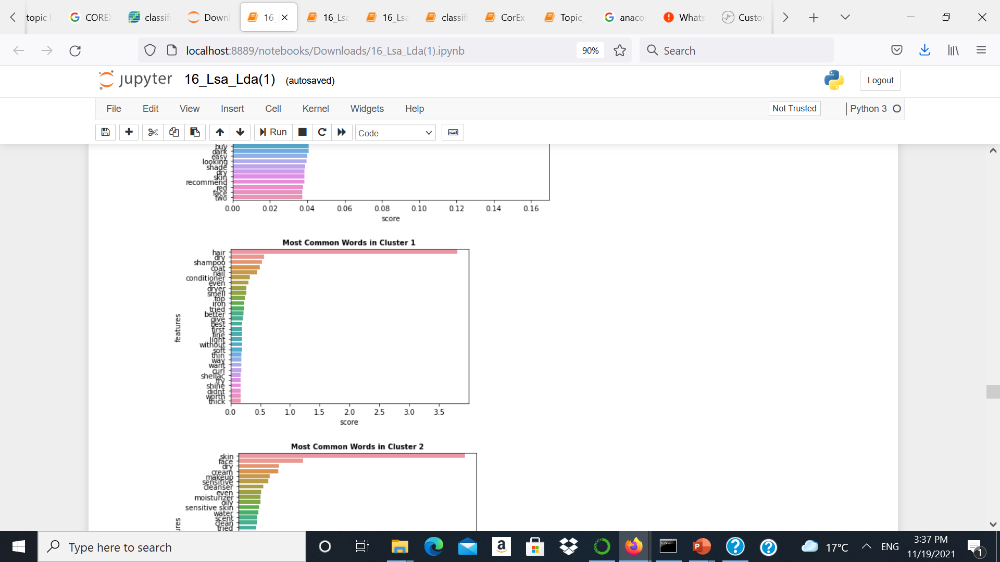 topic
COREX
classifi
Downl
16_
16_Lsa
16_Lsa
classifi
CorEx
Topic_
anaco
Whats
Custo
localhost:8889/notebooks/Downloads/16_Lsa_Lda(1).ipynb
90%
Search
jupyter 16_Lsa_Lda(1) (autosaved)
Logout
File Edit View Insert Cell Kernel Widgets Help
Not Trusted
Python 3
Run
Code
buy
dark
easy
looking
shade
dry
skin
recommend
red
face
two
0.00 0.02 0.04 0.06 0.08 0.10 0.12 0.14 0.16
score
Most Common Words in Cluster 1
hair
dry
shampoo
coat
nail
conditioner
even
dryer
smell
top
iron
tried
better
give
best
first
fine
light
without
soft
thin
way
want
curl
shellac
try
shine
didnt
worth
thick
features
0.0 0.5 1.0 1.5 2.0 2.5 3.0 3.5
score
Most Common Words in Cluster 2
skin
face
dry
cream
makeup
sensitive
cleanser
even
moisturizer
oily
sensitive skin
water
scent
clean
tried
ures
Type here to search
17°C
ENG
3:37 PM
11/19/2021
1